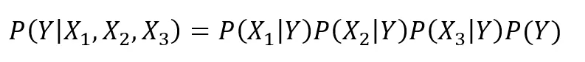 P(Y|X₁, X₂, X₃) = P(X₁|Y)P(X₂|Y)P(X₃|Y)P(Y)